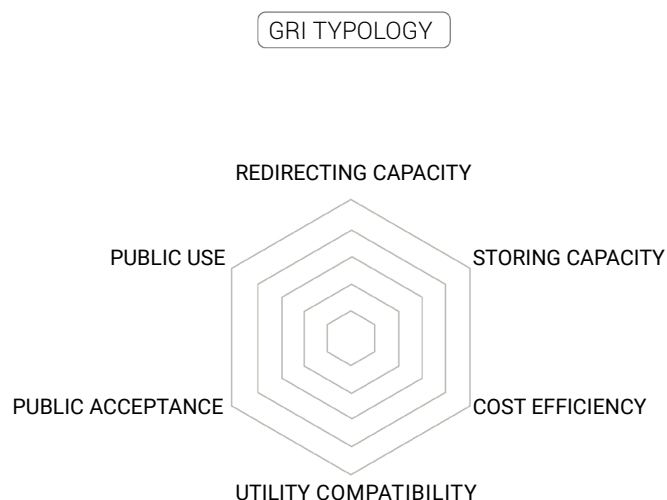 GRI TYPOLOGY
REDIRECTING CAPACITY
PUBLIC USE
STORING CAPACITY
PUBLIC ACCEPTANCE
COST EFFICIENCY
UTILITY COMPATIBILITY